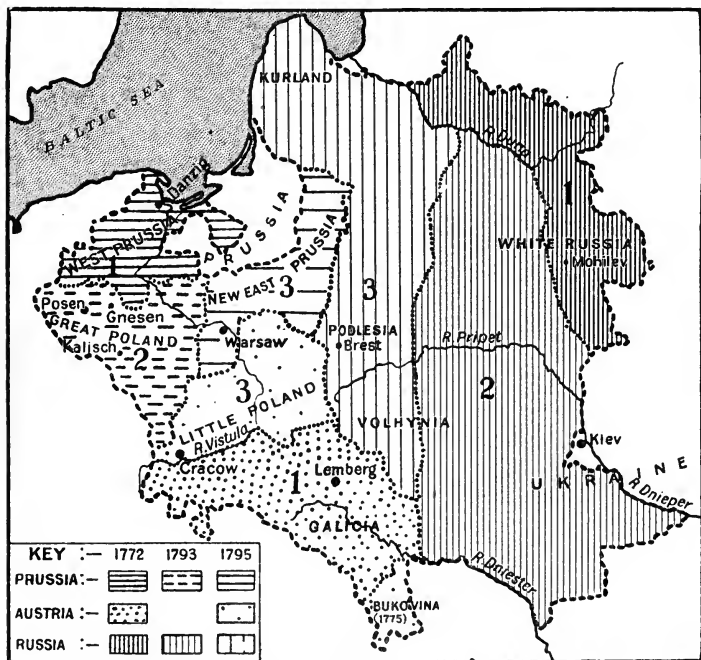 KURLAND
BALTIC SEA
R. Duna
Danzig
1
WEST PRUSSIA
1
PRUSSIA
WHITE RUSSIA
Mohilev
NEW EAST PRUSSIA
3
3
Posen
Gnesen
GREAT POLAND
Kalisch
2
Warsaw
PODLESIA
Brest
R. Pripet
3
2
LITTLE POLAND
R. Vistula
VOLHYNIA
Kiev
Cracow
1
Lemberg
UKRAINE
R. Dnieper
GALICIA
R. Dniester
BUKOVINA
(1775)
KEY :— 1772 1793 1795
PRUSSIA:—
AUSTRIA:—
RUSSIA:—